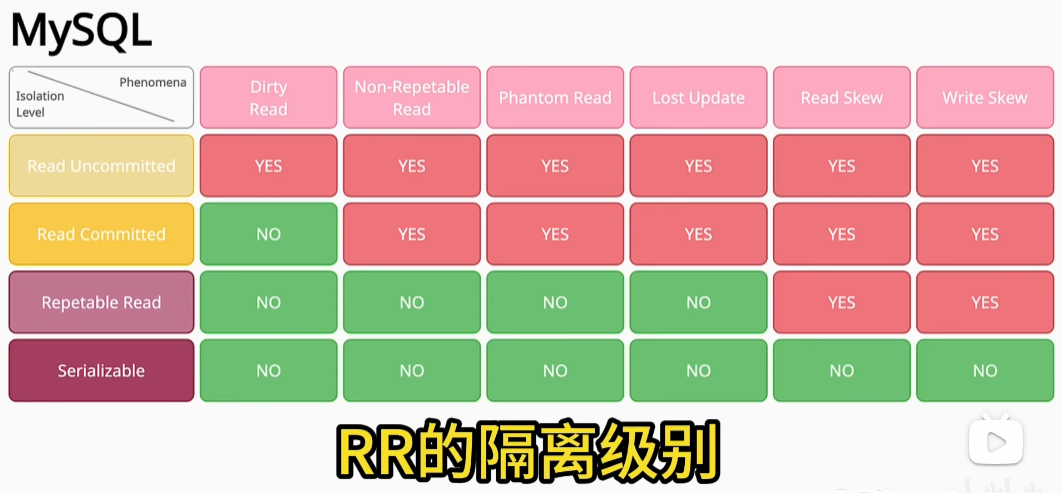 MySQL
Phenomena
Isolation
Level
Dirty
Read
Non-Repetable
Read
Phantom Read
Lost Update
Read Skew
Write Skew
Read Uncommitted
YES
YES
YES
YES
YES
YES
Read Committed
NO
YES
YES
YES
YES
YES
Repetable Read
NO
NO
NO
NO
YES
YES
Serializable
NO
NO
NO
NO
NO
NO
RR的隔离级别